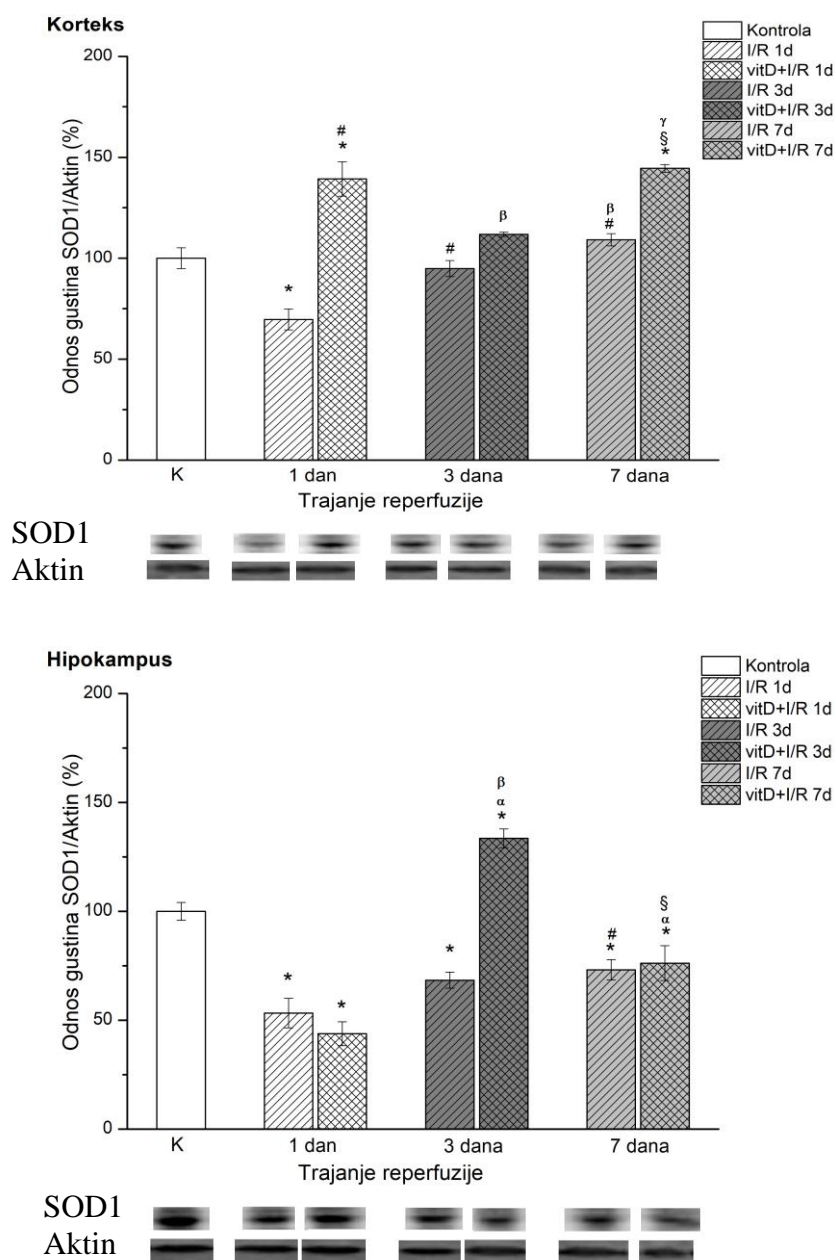 Korteks
Kontrola
I/R 1d
vitD+I/R 1d
I/R 3d
vitD+I/R 3d
I/R 7d
vitD+I/R 7d
Odnos gustina SOD1/Aktin (%)
200
150
100
50
0
*
#
*
#
β
β
#
γ
§
*
K
1 dan
3 dana
7 dana
Trajanje reperfuzije
SOD1
Aktin
Hipokampus
Kontrola
I/R 1d
vitD+I/R 1d
I/R 3d
vitD+I/R 3d
I/R 7d
vitD+I/R 7d
Odnos gustina SOD1/Aktin (%)
200
150
100
50
0
*
*
*
β
α
*
#
*
§
α
*
K
1 dan
3 dana
7 dana
Trajanje reperfuzije
SOD1
Aktin